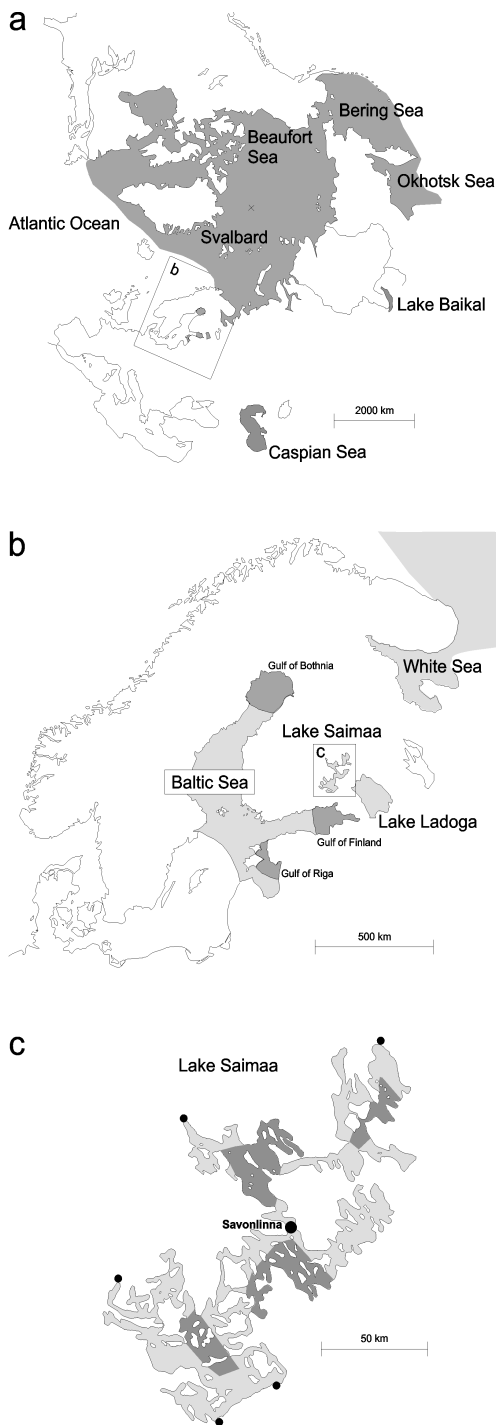 a
Bering Sea
Beaufort
Sea
Okhotsk Sea
Atlantic Ocean
Svalbard
b
Lake Baikal
2000 km
Caspian Sea
b
White Sea
Gulf of Bothnia
Lake Saimaa
c
Baltic Sea
Lake Ladoga
Gulf of Finland
Gulf of Riga
500 km
c
Lake Saimaa
Savonlinna
50 km